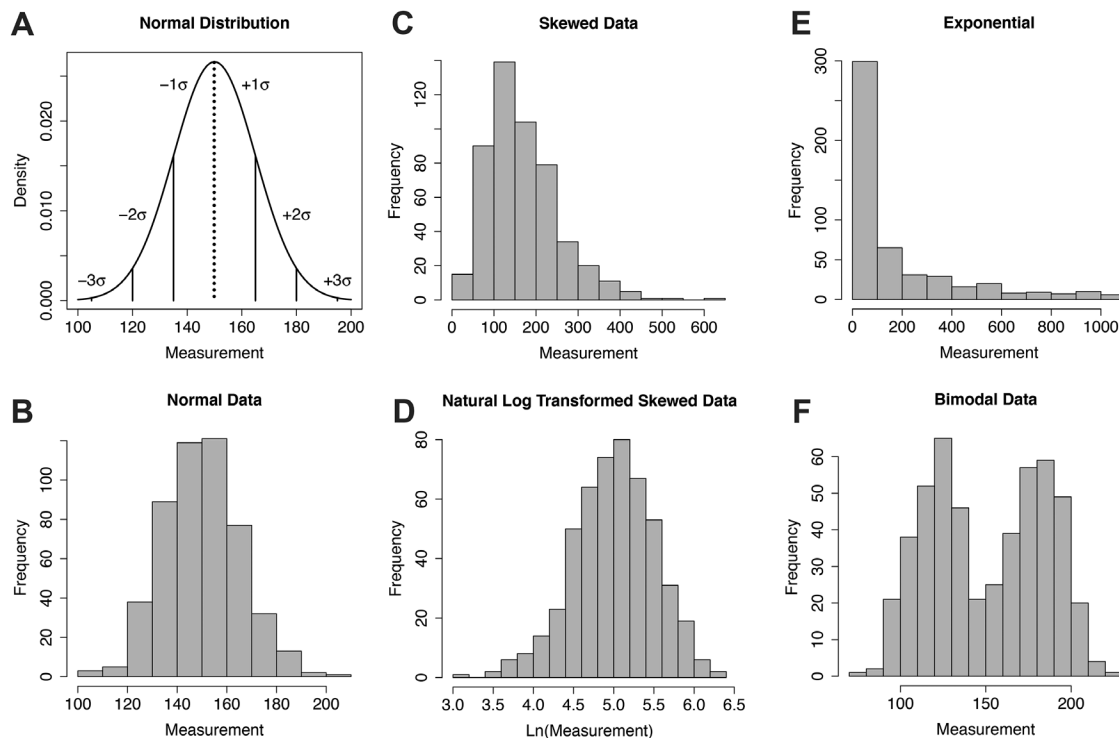 A
Normal Distribution
−1σ
+1σ
−2σ
+2σ
−3σ
+3σ
Density
0.000
0.010
0.020
100 120 140 160 180 200
Measurement
C
Skewed Data
Frequency
0 20 40 60 80 120
0 100 200 300 400 500 600
Measurement
E
Exponential
Frequency
0 50 100 200 300
0 200 400 600 800 1000
Measurement
B
Normal Data
Frequency
0 20 40 60 80 100
100 120 140 160 180 200
Measurement
D
Natural Log Transformed Skewed Data
Frequency
0 20 40 60 80
3.0 3.5 4.0 4.5 5.0 5.5 6.0 6.5
Ln(Measurement)
F
Bimodal Data
Frequency
0 10 20 30 40 50 60
100 150 200
Measurement